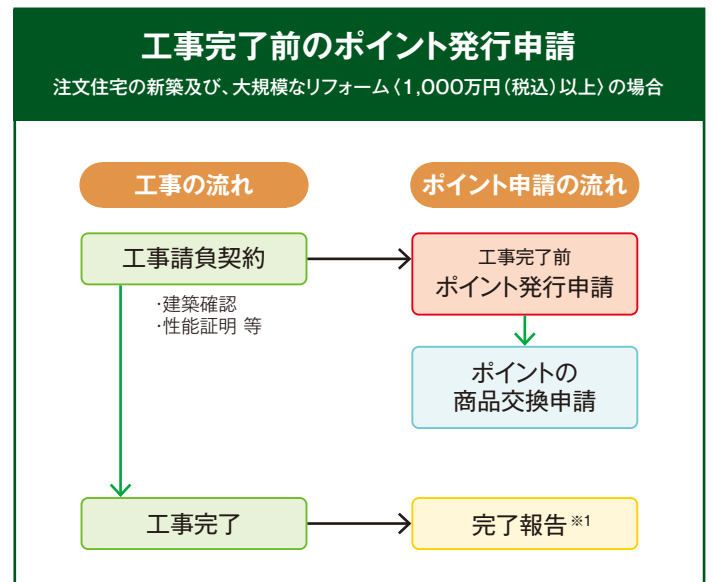 工事完了前のポイント発行申請
注文住宅の新築及び、大規模なリフォーム〈1,000万円（税込）以上〉の場合
工事の流れ
ポイント申請の流れ
工事請負契約
工事完了前
ポイント発行申請
・建築確認
・性能証明 等
ポイントの
商品交換申請
工事完了
完了報告※1